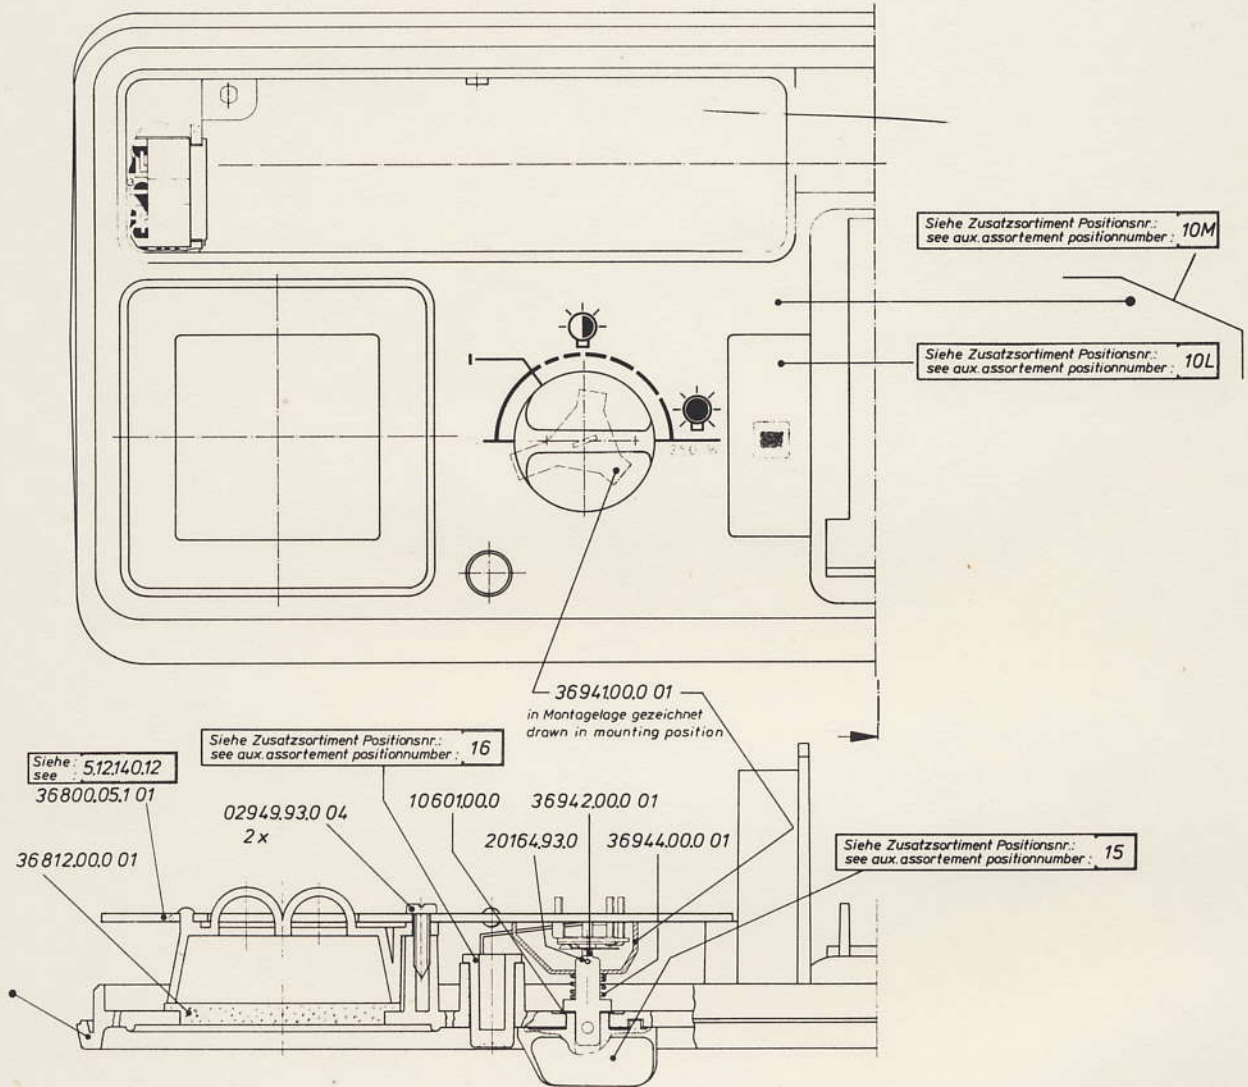 Siehe Zusatzsortiment Positionsnr.:
see aux. assortement positionnumber : 10M
Siehe Zusatzsortiment Positionsnr.:
see aux. assortement positionnumber : 10L
I
250 W
36941.00.0 01
in Montagelage gezeichnet
drawn in mounting position
Siehe Zusatzsortiment Positionsnr.:
see aux. assortement positionnumber : 16
Siehe :
see : 5.12.140.12
36800.05.1 01
02949.93.0 04
2x
10601.00.0
36942.00.0 01
20164.93.0
36944.00.0 01
Siehe Zusatzsortiment Positionsnr.:
see aux. assortement positionnumber : 15
36812.00.0 01